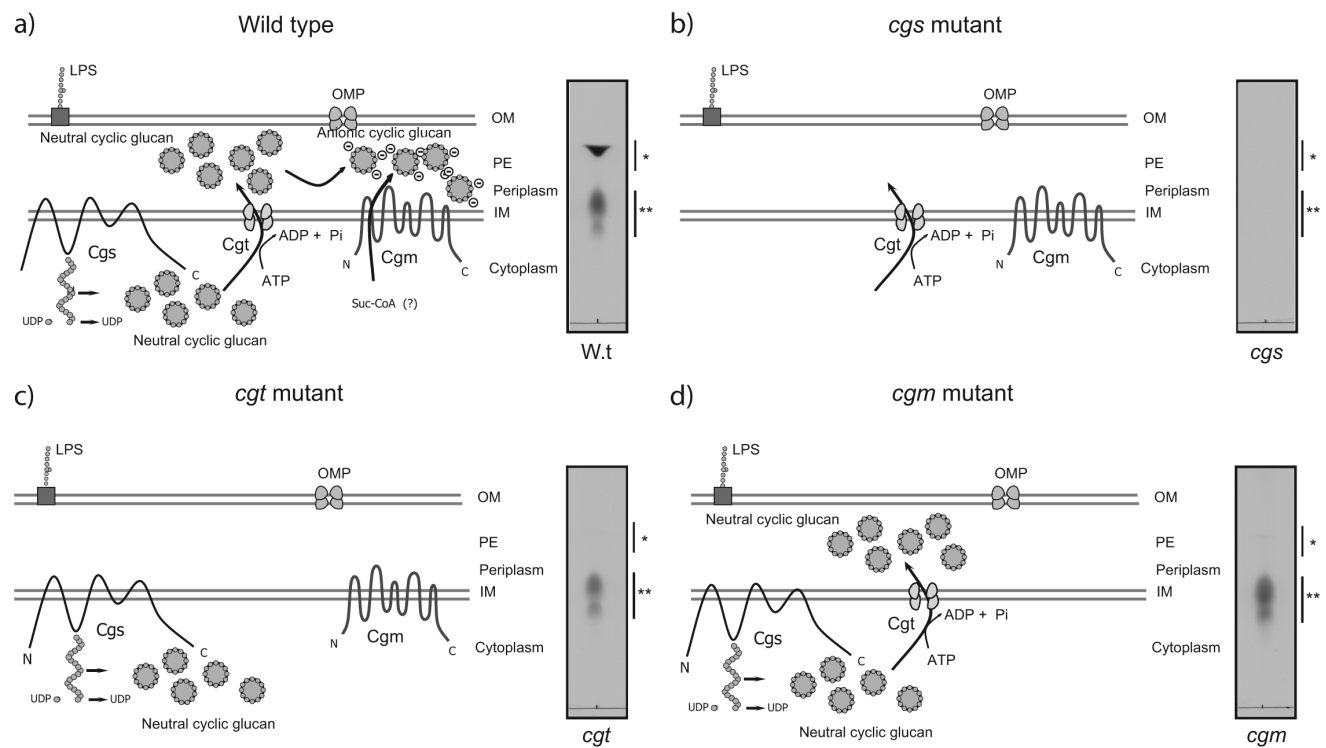 a)
Wild type
LPS
OMP
OM
Neutral cyclic glucan
Anionic cyclic glucan
PE
*
Periplasm
**
IM
Cgs
Cgt
ADP + Pi
Cgm
N
C
C
ATP
Cytoplasm
UDP
UDP
Suc-CoA (?)
Neutral cyclic glucan
W.t
b)
cgs mutant
LPS
OMP
OM
PE
*
Periplasm
**
IM
Cgt
ADP + Pi
N
Cgm
C
ATP
Cytoplasm
cgs
c)
cgt mutant
LPS
OMP
OM
PE
*
Periplasm
IM
**
Cgs
N
C
N
Cgm
C
Cytoplasm
UDP
UDP
Neutral cyclic glucan
cgt
d)
cgm mutant
LPS
OMP
OM
Neutral cyclic glucan
PE
*
Periplasm
IM
**
Cgs
Cgt
ADP + Pi
N
C
ATP
Cytoplasm
UDP
UDP
Neutral cyclic glucan
cgm